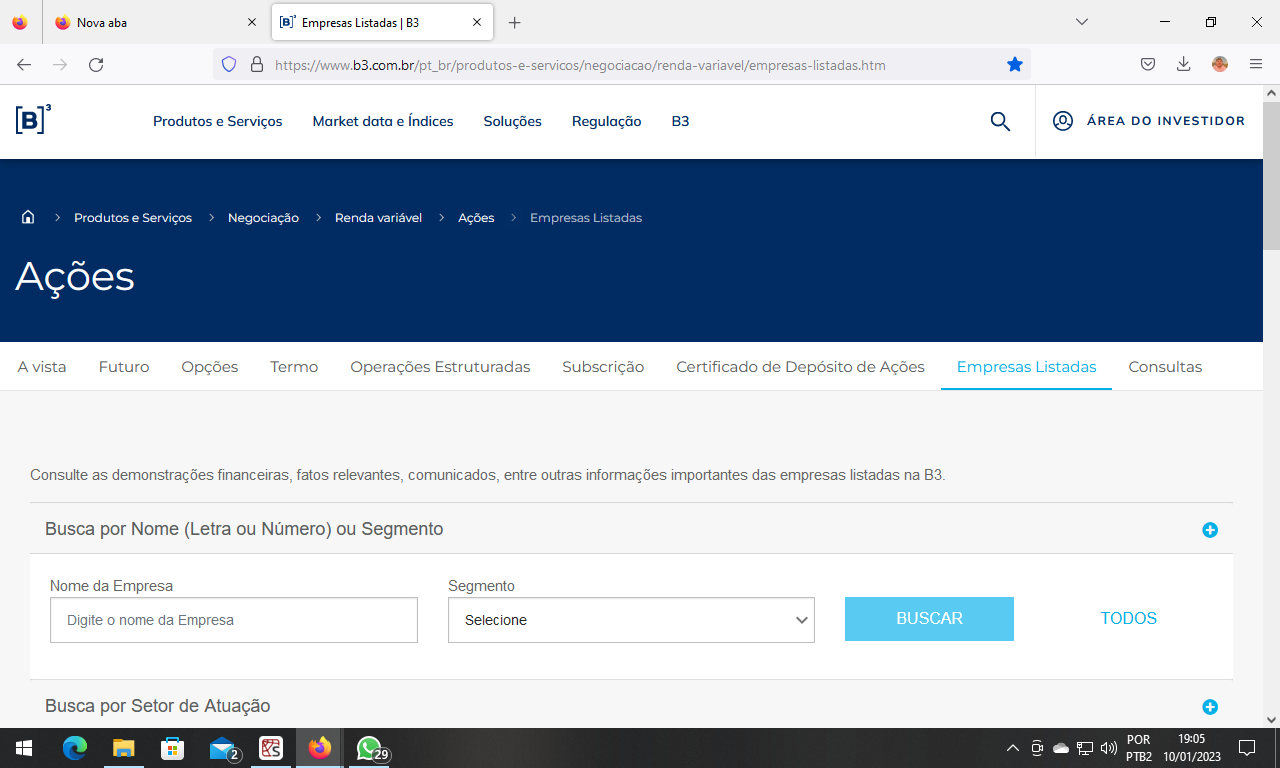 Nova aba
Empresas Listadas | B3
https://www.b3.com.br/pt_br/produtos-e-servicos/negociacao/renda-variavel/empresas-listadas.htm
[B]³
Produtos e Serviços
Market data e Índices
Soluções
Regulação
B3
ÁREA DO INVESTIDOR
Produtos e Serviços > Negociação > Renda variável > Ações > Empresas Listadas
Ações
A vista
Futuro
Opções
Termo
Operações Estruturadas
Subscrição
Certificado de Depósito de Ações
Empresas Listadas
Consultas
Consulte as demonstrações financeiras, fatos relevantes, comunicados, entre outras informações importantes das empresas listadas na B3.
Busca por Nome (Letra ou Número) ou Segmento
Nome da Empresa
Segmento
Digite o nome da Empresa
Selecione
BUSCAR
TODOS
Busca por Setor de Atuação
2
KS
29
POR
PTB2
19:05
10/01/2023